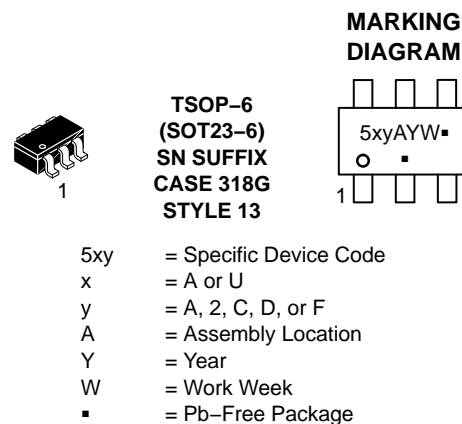 MARKING
DIAGRAM
TSOP−6
(SOT23−6)
SN SUFFIX
CASE 318G
STYLE 13
1
5xyAYW▪
▪
1
5xy = Specific Device Code
x = A or U
y = A, 2, C, D, or F
A = Assembly Location
Y = Year
W = Work Week
▪ = Pb−Free Package